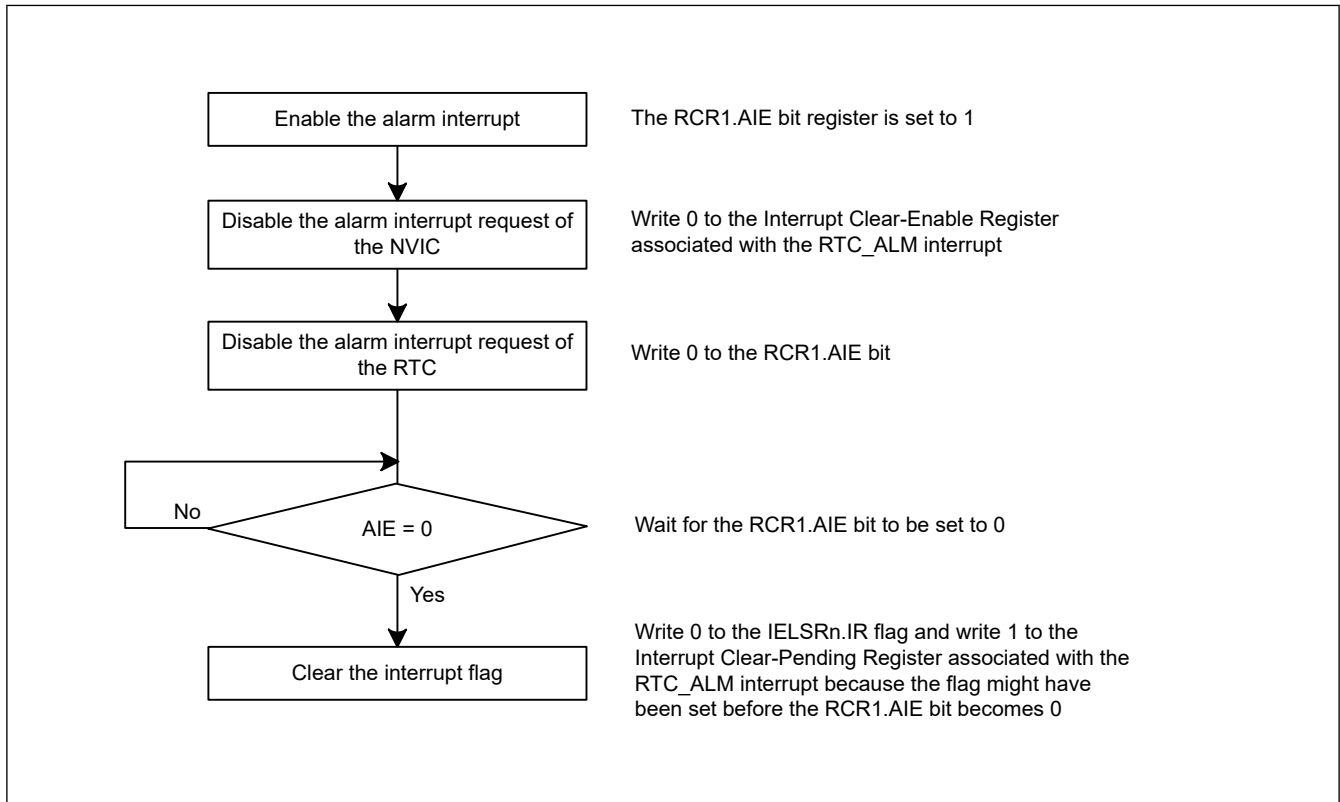 Enable the alarm interrupt
The RCR1.AIE bit register is set to 1
Disable the alarm interrupt request of
the NVIC
Write 0 to the Interrupt Clear-Enable Register
associated with the RTC_ALM interrupt
Disable the alarm interrupt request of
the RTC
Write 0 to the RCR1.AIE bit
No
AIE = 0
Wait for the RCR1.AIE bit to be set to 0
Yes
Clear the interrupt flag
Write 0 to the IELSRn.IR flag and write 1 to the
Interrupt Clear-Pending Register associated with the
RTC_ALM interrupt because the flag might have
been set before the RCR1.AIE bit becomes 0